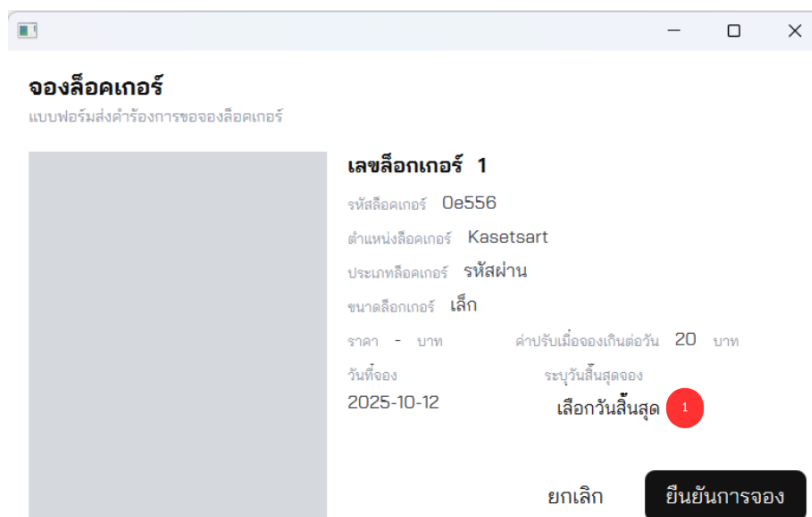 จองล็อคเกอร์
แบบฟอร์มส่งคำร้องการขอจองล็อคเกอร์
เลขล็อกเกอร์ 1
รหัสล็อคเกอร์ 0e556
ตำแหน่งล็อคเกอร์ Kasetsart
ประเภทล็อคเกอร์ รหัสผ่าน
ขนาดล็อกเกอร์ เล็ก
ราคา - บาท ค่าปรับเมื่อจองเกินต่อวัน 20 บาท
วันที่จอง ระบุวันสิ้นสุดจอง
2025-10-12 เลือกวันสิ้นสุด 1
ยกเลิก ยืนยันการจอง